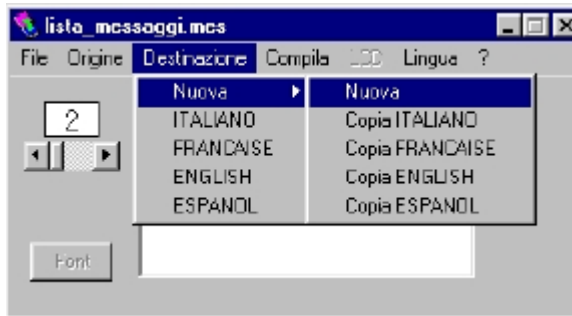 lista_messaggi.mes
File Origine Destinazione Compila LCD Lingua ?
Nuova Nuova
2 ITALIANO Copia ITALIANO
FRANCAISE Copia FRANCAISE
ENGLISH Copia ENGLISH
ESPANOL Copia ESPANOL
Font